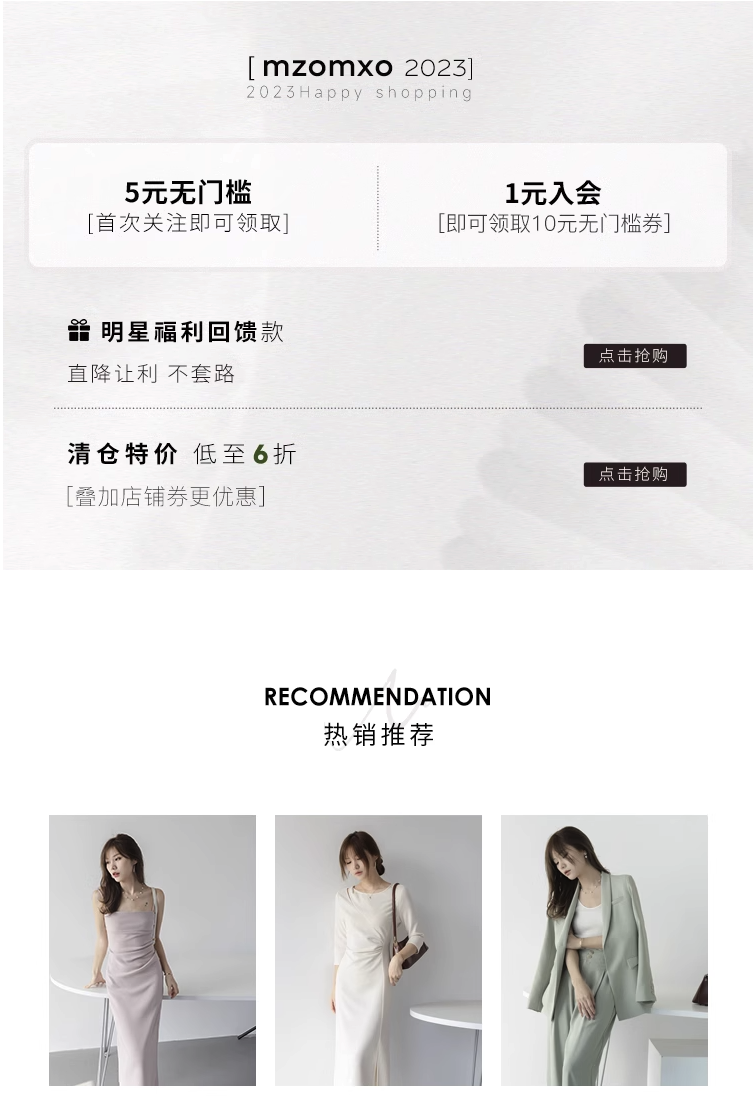 [ mzomxo 2023]
2023Happy shopping
5元无门槛
[首次关注即可领取]
1元入会
[即可领取10元无门槛券]
明星福利回馈款
直降让利 不套路
点击抢购
清仓特价 低至6折
[叠加店铺券更优惠]
点击抢购
RECOMMENDATION
热销推荐